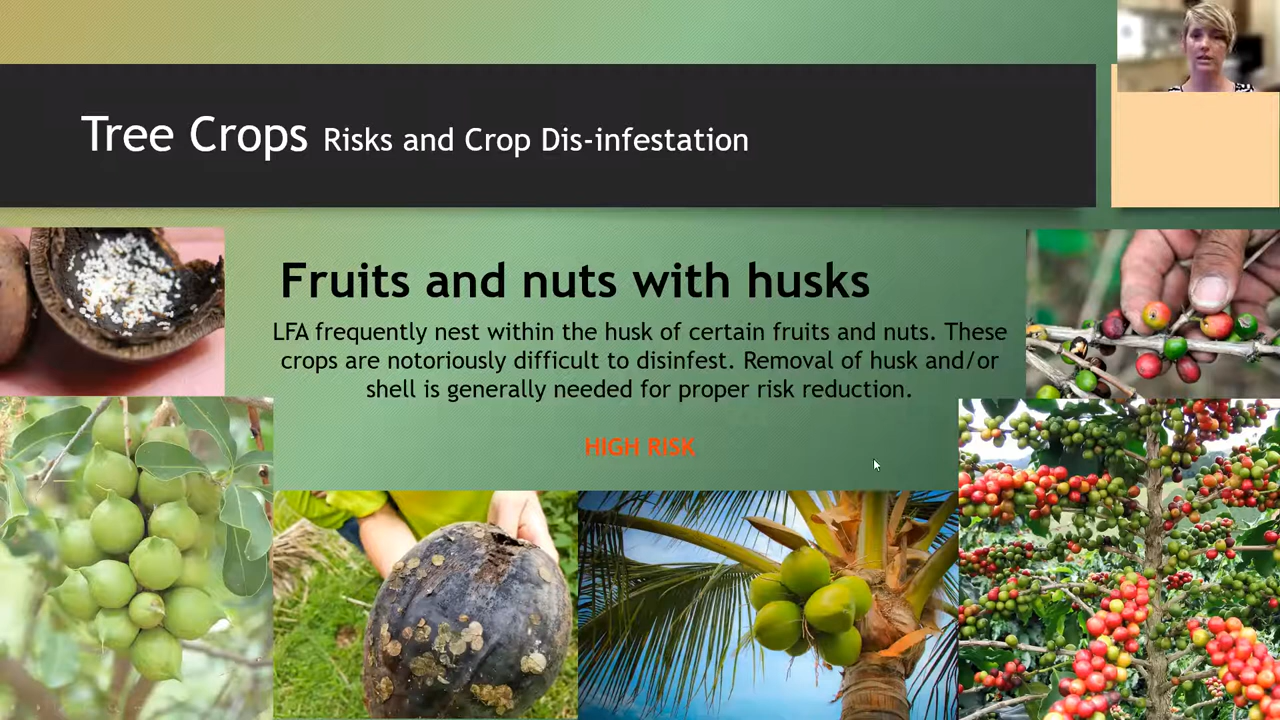 Tree Crops Risks and Crop Dis-infestation
Fruits and nuts with husks
LFA frequently nest within the husk of certain fruits and nuts. These
crops are notoriously difficult to disinfest. Removal of husk and/or
shell is generally needed for proper risk reduction.
HIGH RISK